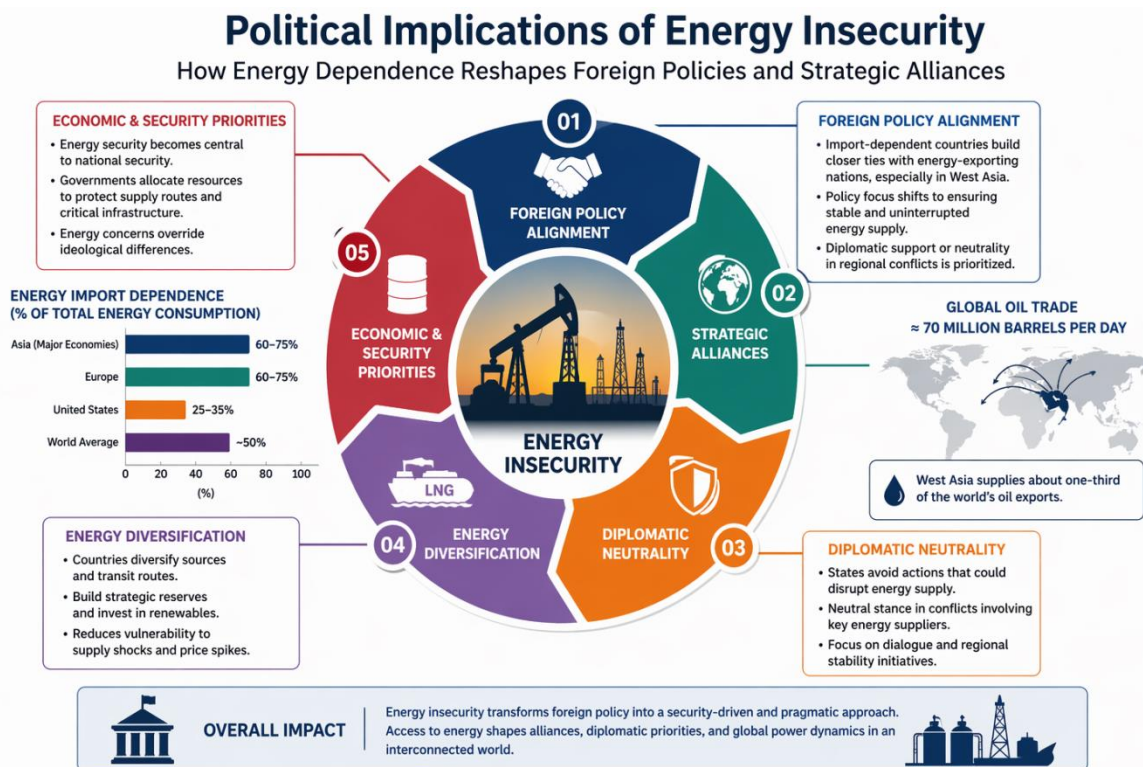 Political Implications of Energy Insecurity
How Energy Dependence Reshapes Foreign Policies and Strategic Alliances
ECONOMIC & SECURITY PRIORITIES
• Energy security becomes central
to national security.
• Governments allocate resources
to protect supply routes and
critical infrastructure.
• Energy concerns override
ideological differences.
01
FOREIGN POLICY
ALIGNMENT
FOREIGN POLICY ALIGNMENT
• Import-dependent countries build
closer ties with energy-exporting
nations, especially in West Asia.
• Policy focus shifts to ensuring
stable and uninterrupted
energy supply.
• Diplomatic support or neutrality
in regional conflicts is prioritized.
05
ECONOMIC &
SECURITY
PRIORITIES
02
STRATEGIC
ALLIANCES
ENERGY IMPORT DEPENDENCE
(% OF TOTAL ENERGY CONSUMPTION)
Asia (Major Economies) 60–75%
Europe 60–75%
United States 25–35%
World Average ~50%
0 20 40 60 80 100
(%)
GLOBAL OIL TRADE
≈ 70 MILLION BARRELS PER DAY
West Asia supplies about one-third
of the world's oil exports.
ENERGY
INSECURITY
LNG
04
ENERGY
DIVERSIFICATION
DIPLOMATIC
NEUTRALITY
03
ENERGY DIVERSIFICATION
• Countries diversify sources
and transit routes.
• Build strategic reserves
and invest in renewables.
• Reduces vulnerability to
supply shocks and price spikes.
DIPLOMATIC NEUTRALITY
• States avoid actions that could
disrupt energy supply.
• Neutral stance in conflicts involving
key energy suppliers.
• Focus on dialogue and regional
stability initiatives.
OVERALL IMPACT
Energy insecurity transforms foreign policy into a security-driven and pragmatic approach.
Access to energy shapes alliances, diplomatic priorities, and global power dynamics in an
interconnected world.